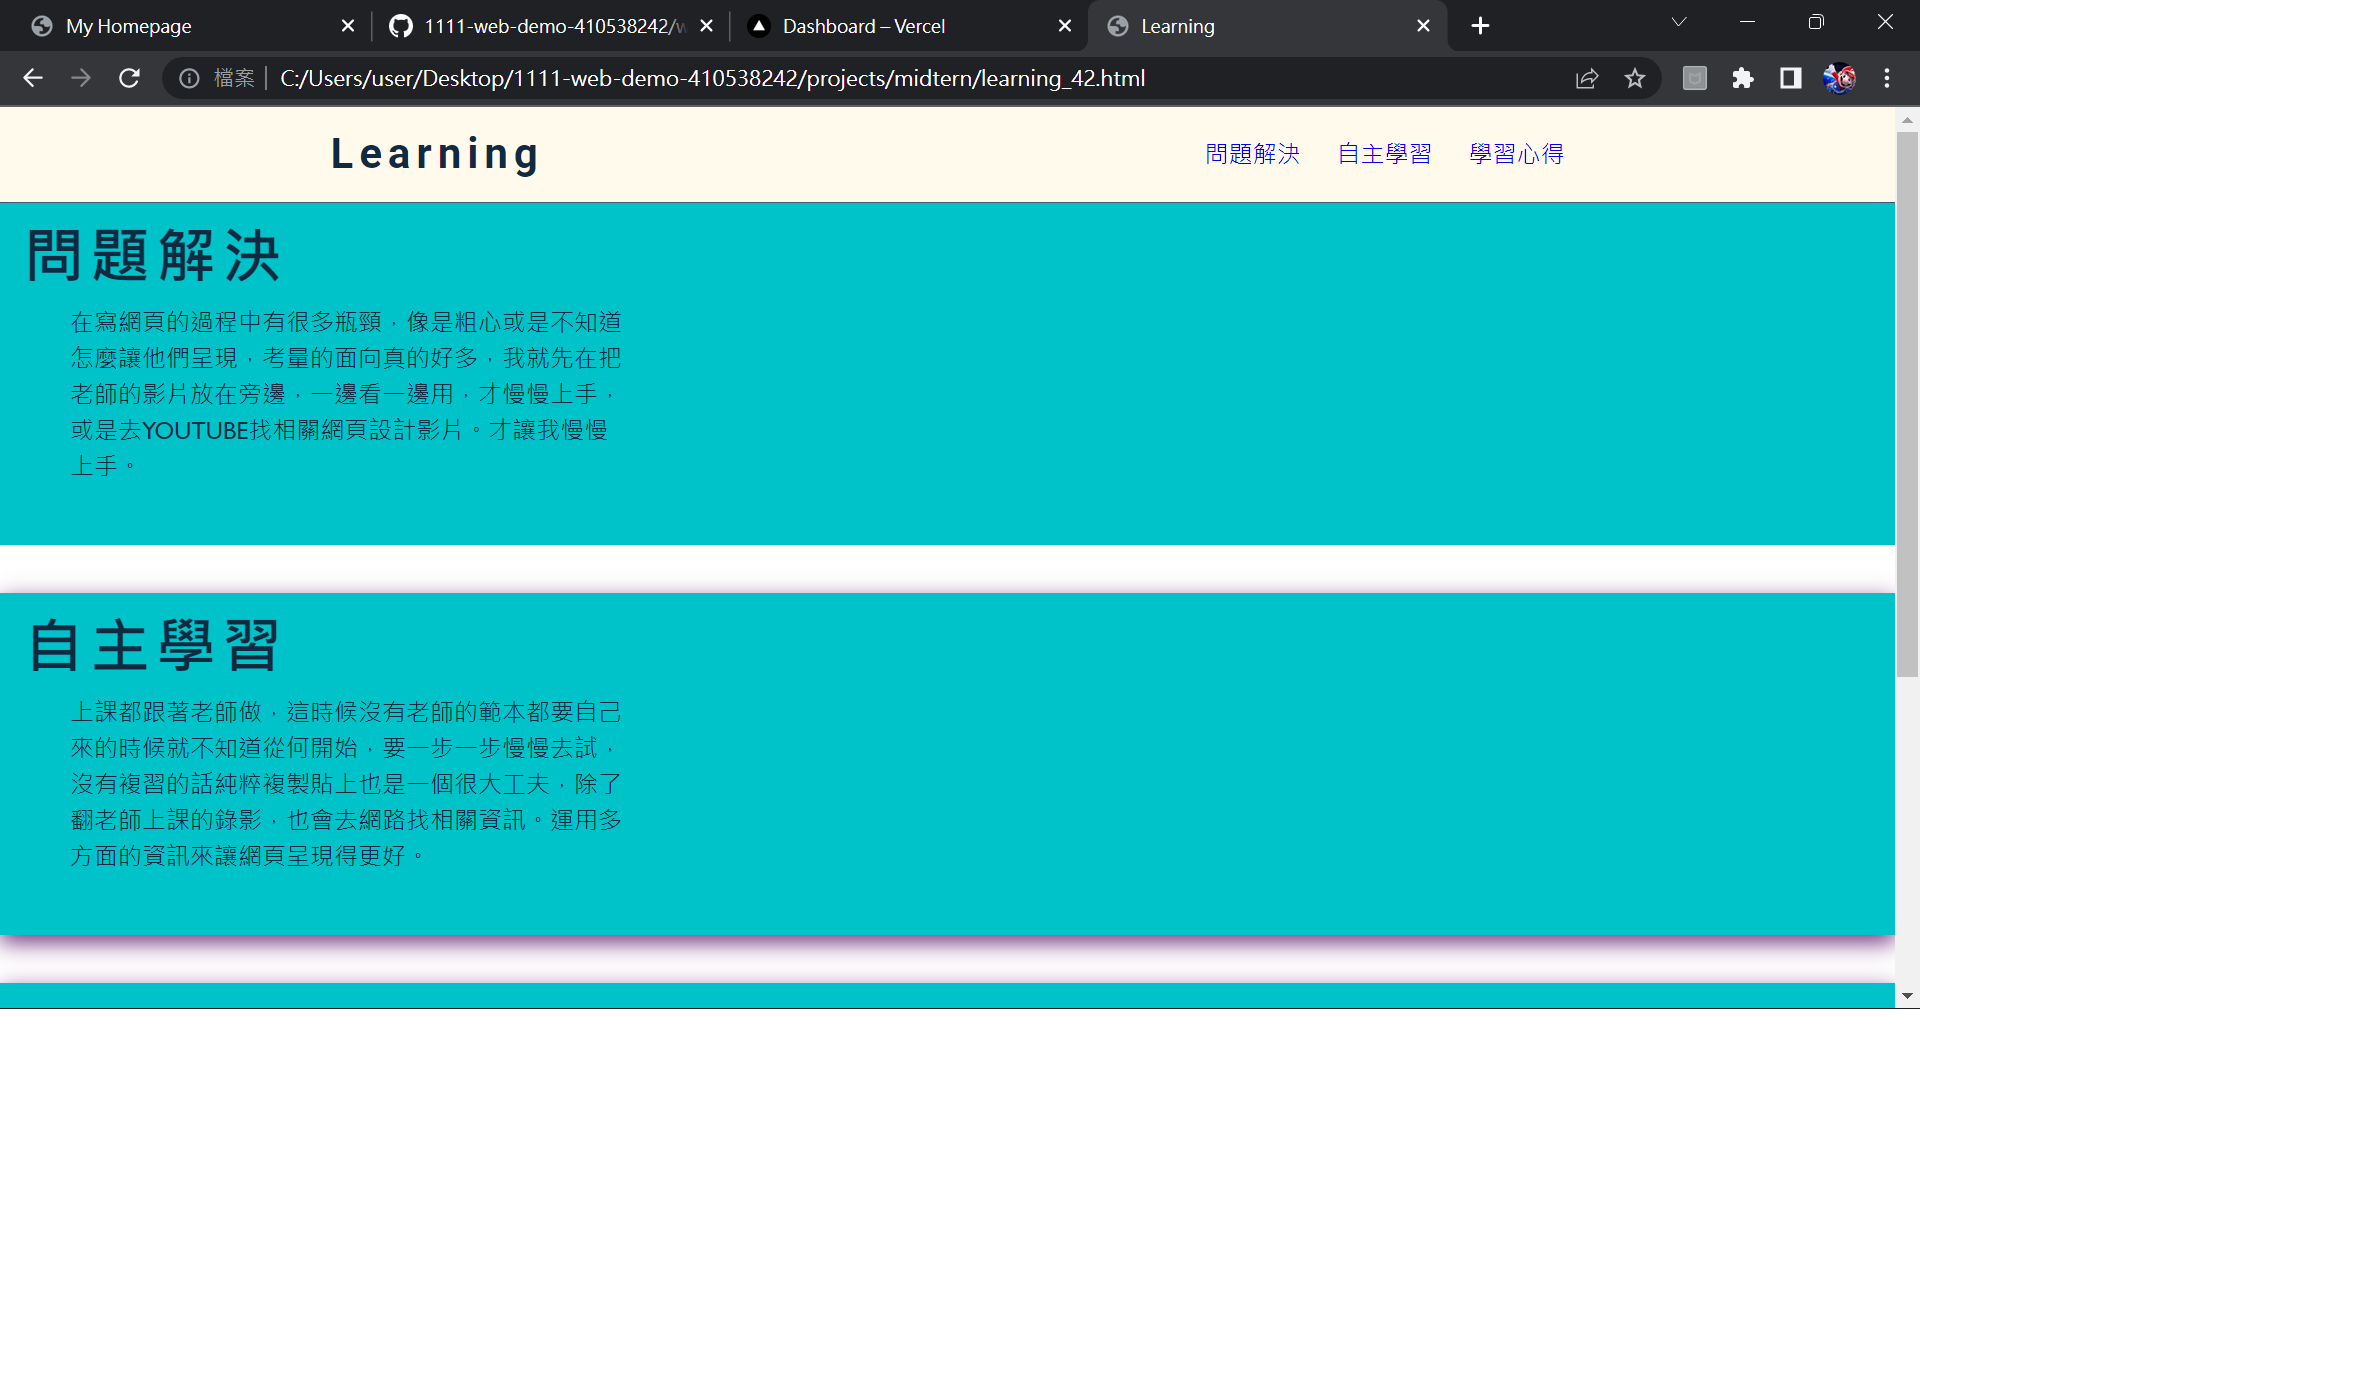 My Homepage
1111-web-demo-410538242/w
Dashboard – Vercel
Learning
檔案
C:/Users/user/Desktop/1111-web-demo-410538242/projects/midtern/learning_42.html
Learning
問題解決 自主學習 學習心得
問題解決
在寫網頁的過程中有很多瓶頸，像是粗心或是不知道
怎麼讓他們呈現，考量的面向真的好多，我就先在把
老師的影片放在旁邊，一邊看一邊用，才慢慢上手，
或是去YOUTUBE找相關網頁設計影片。才讓我慢慢
上手。
自主學習
上課都跟著老師做，這時候沒有老師的範本都要自己
來的時候就不知道從何開始，要一步一步慢慢去試，
沒有複習的話純粹複製貼上也是一個很大工夫，除了
翻老師上課的錄影，也會去網路找相關資訊。運用多
方面的資訊來讓網頁呈現得更好。